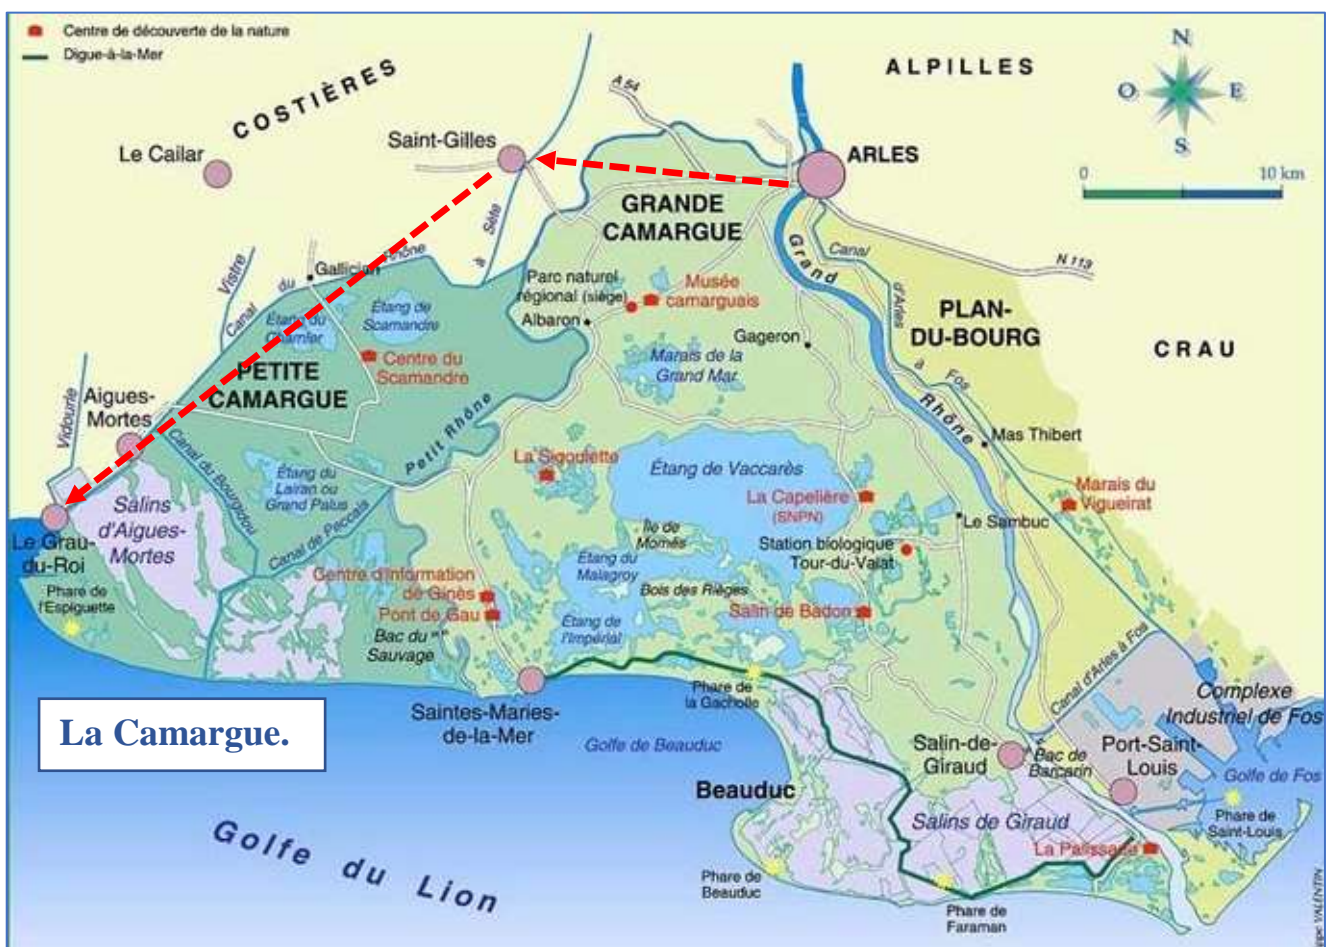 Centre de découverte de la nature
Digue-à-la-Mer
COSTIÈRES
Le Cailar
Saint-Gilles
A 54
ALPILLES
N
O
E
S
0
10 km
ARLES
GRANDE
CAMARGUE
Sète
à
Rhône
du
Canal
Vistre
Gallician
Parc naturel
régional (siège)
Albaron
Musée
camarguais
Grand
Rhône
Canal
d'Arles
à
Fos
N 113
PLAN-
DU-BOURG
CRAU
Gageron
Marais de la
Grand Mar
Étang du
Charnier
Étang de
Scamandre
Centre du
Scamandre
PETITE
CAMARGUE
Vidourle
Aigues-
Mortes
Petit Rhône
Canal du Bourgidou
Étang du
Lairan ou
Grand Palus
Canal de Peccais
Salins
d'Aigues-
Mortes
Le Grau-
du-Roi
Phare de
l'Espiguette
La Sigoulette
Étang de Vaccarès
La Capelière
(SNPN)
Mas Thibert
Marais du
Vigueirat
Le Sambuc
Île de
Mornès
Station biologique
Tour-du-Valat
Étang du
Malagroy
Bois des Rièges
Salin de Badon
Étang de
l'Impérial
Centre d'Information
de Ginès
Pont de Gau
Bac du
Sauvage
Saintes-Maries-
de-la-Mer
Phare de
la Gacholle
Golfe de Beauduc
Beauduc
Canal d'Arles à Fos
Complexe
Industriel de Fos
Salin-de-
Giraud
Bac de
Barcarin
Port-Saint-
Louis
Golfe de Fos
Phare de
Saint-Louis
Salins de Giraud
La Palissade
Phare de
Beauduc
Phare de
Faraman
La Camargue.
Golfe du Lion
VALENTIN